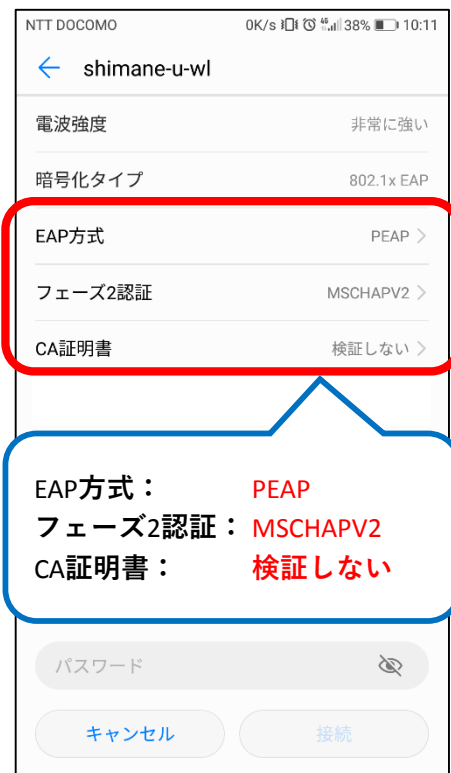 NTT DOCOMO 0K/s 38% 10:11
shimane-u-wl
電波強度 非常に強い
暗号化タイプ 802.1x EAP
EAP方式 PEAP
フェーズ2認証 MSCHAPV2
CA証明書 検証しない
EAP方式： PEAP
フェーズ2認証： MSCHAPV2
CA証明書： 検証しない
パスワード
キャンセル 接続